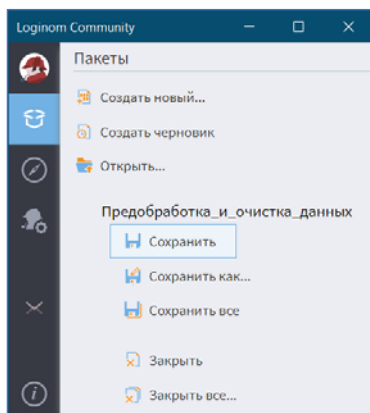 Loginom Community
Пакеты
Создать новый...
Создать черновик
Открыть...
Предобработка_и_очистка_данных
Сохранить
Сохранить как...
Сохранить все
Закрыть
Закрыть все...